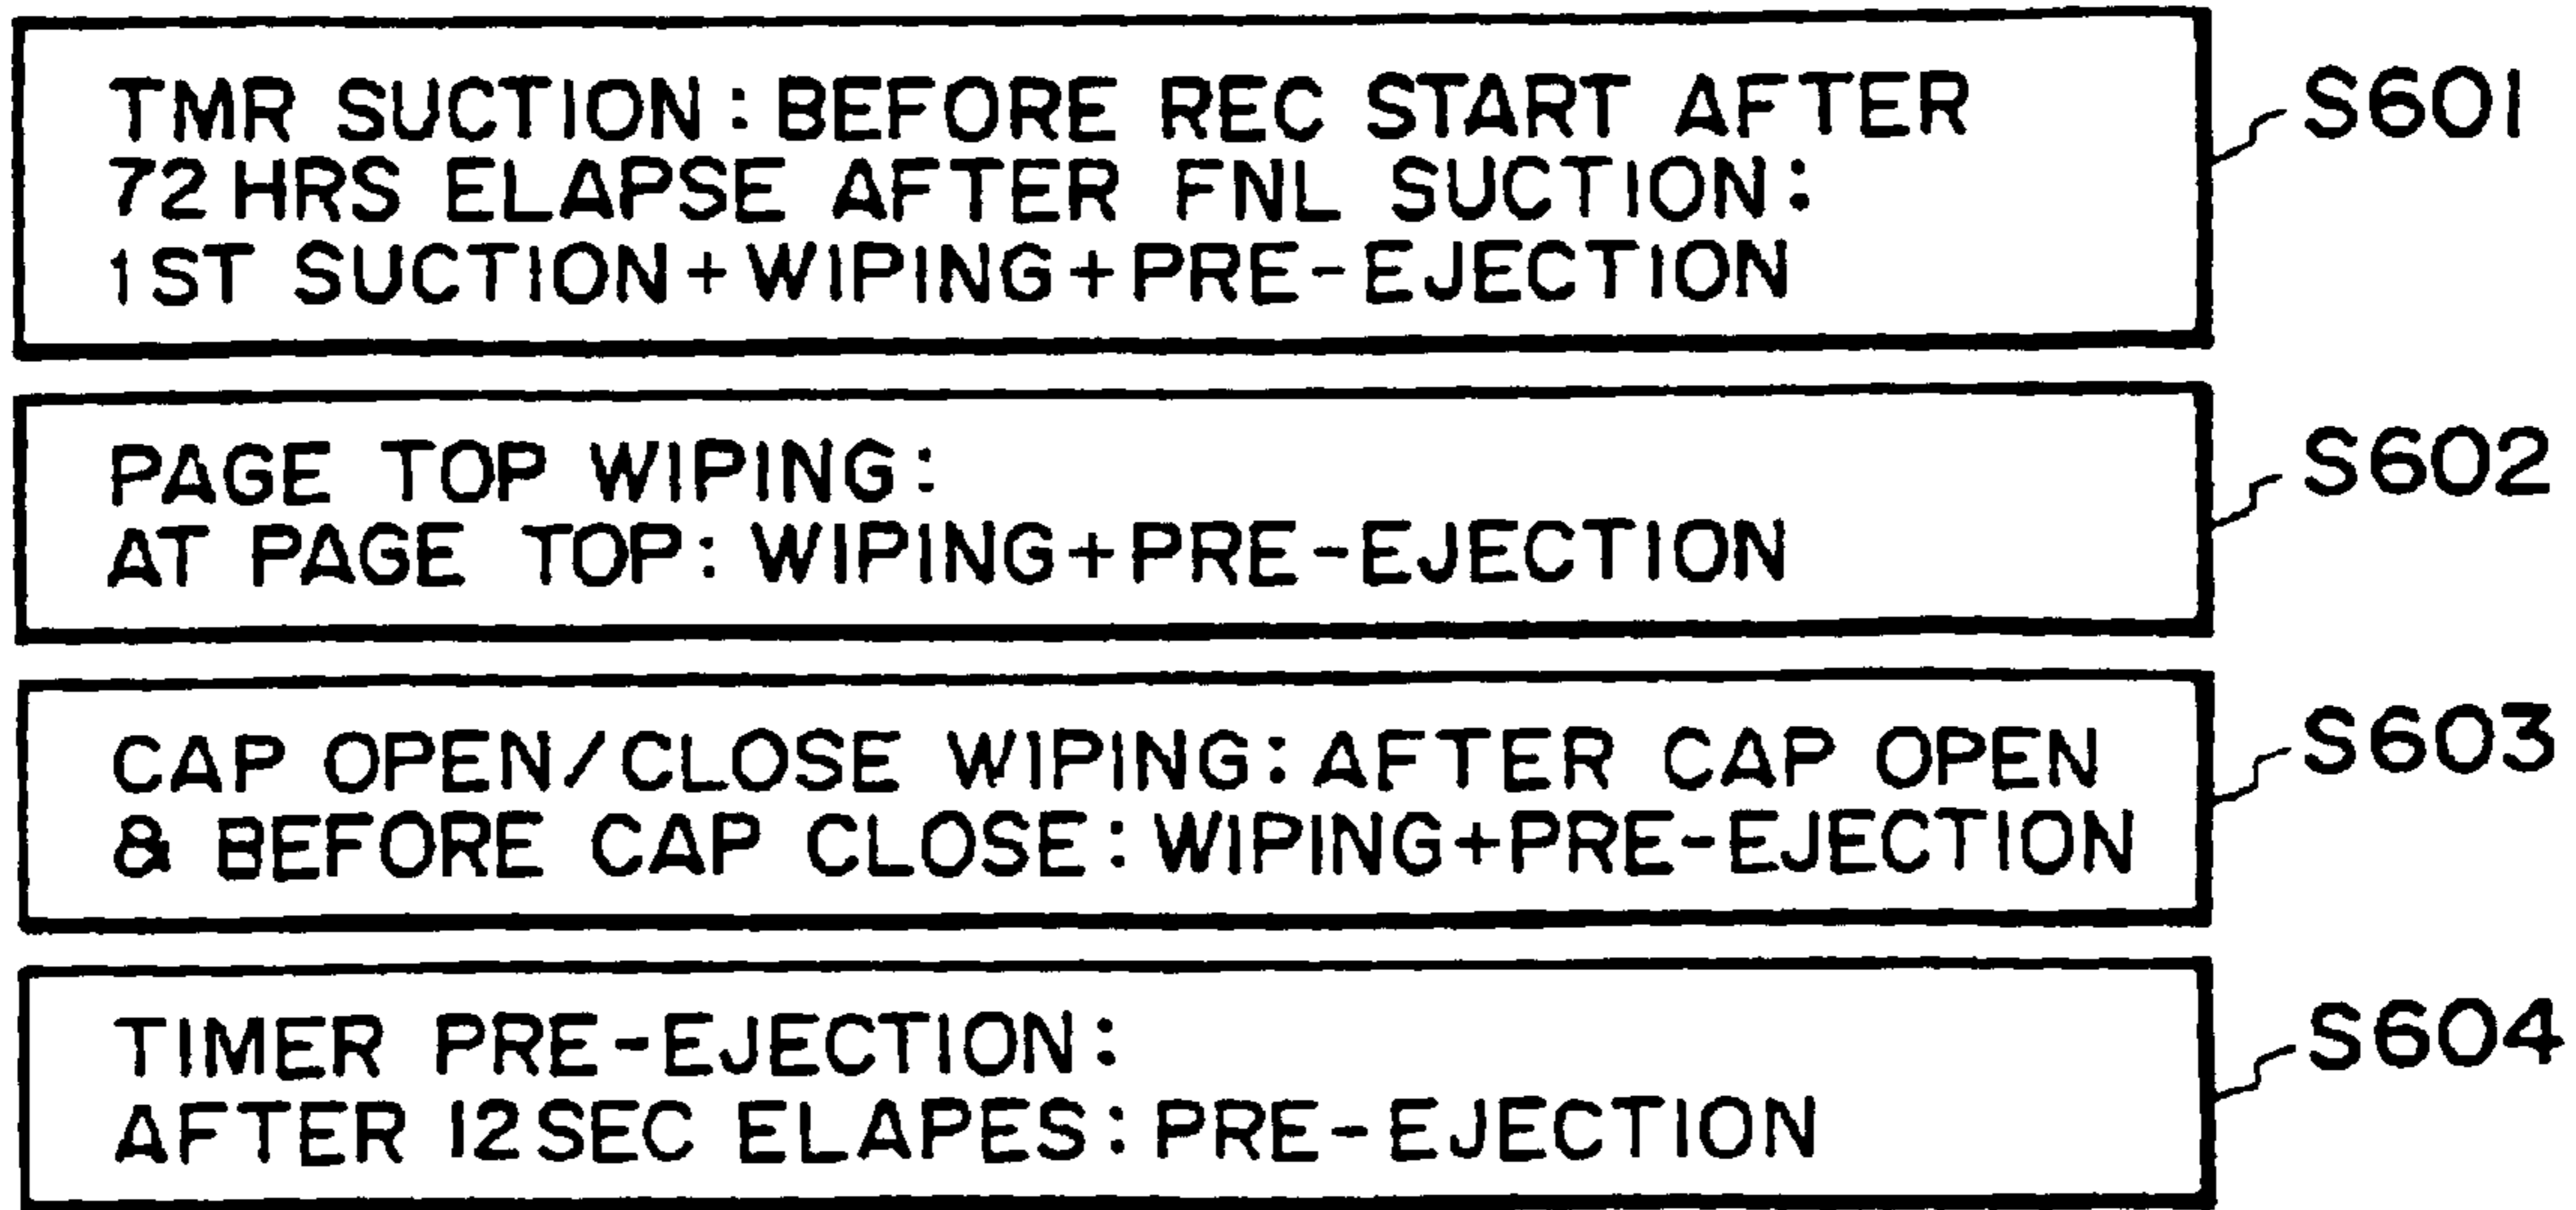 TMR SUCTION: BEFORE REC START AFTER
72 HRS ELAPSE AFTER FNL SUCTION:
1ST SUCTION+WIPING+PRE-EJECTION
S601
PAGE TOP WIPING:
AT PAGE TOP: WIPING+PRE-EJECTION
S602
CAP OPEN/CLOSE WIPING: AFTER CAP OPEN
& BEFORE CAP CLOSE: WIPING+PRE-EJECTION
S603
TIMER PRE-EJECTION:
AFTER 12SEC ELAPES: PRE-EJECTION
S604